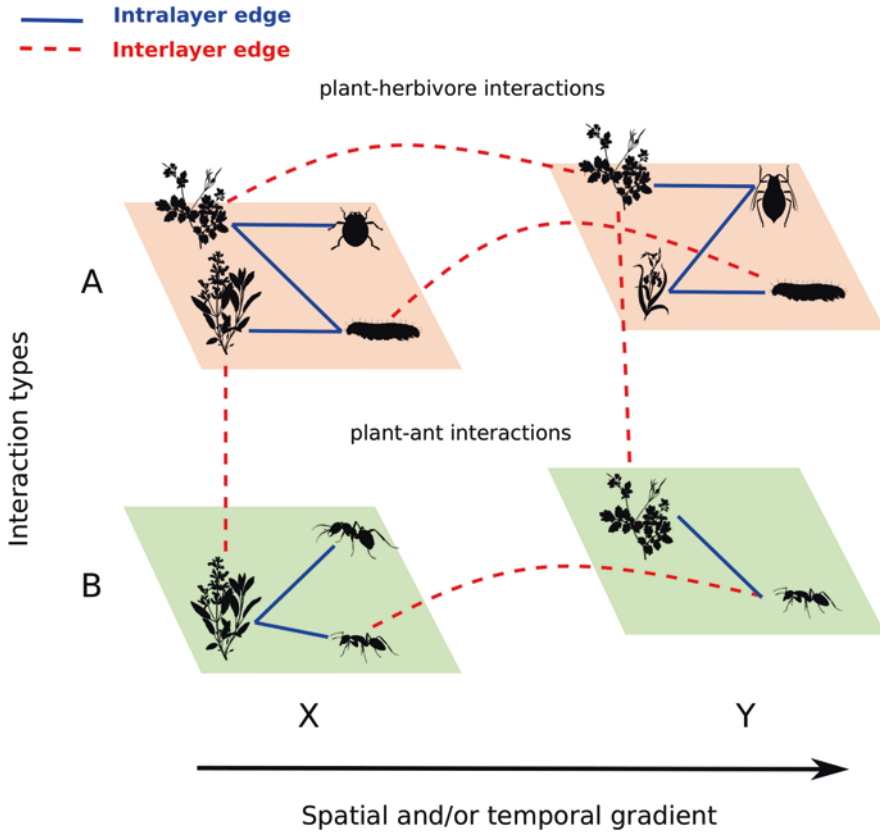 Intralayer edge
Interlayer edge
plant-herbivore interactions
A
Interaction types
plant-ant interactions
B
X
Y
Spatial and/or temporal gradient